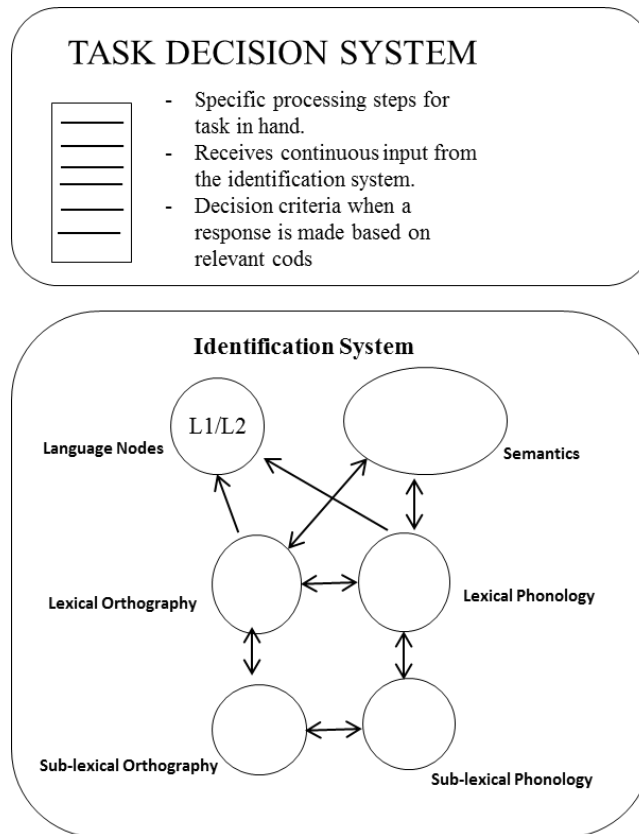 TASK DECISION SYSTEM
- Specific processing steps for
task in hand.
- Receives continuous input from
the identification system.
- Decision criteria when a
response is made based on
relevant cods
Identification System
L1/L2
Language Nodes
Semantics
Lexical Orthography
Lexical Phonology
Sub-lexical Orthography
Sub-lexical Phonology